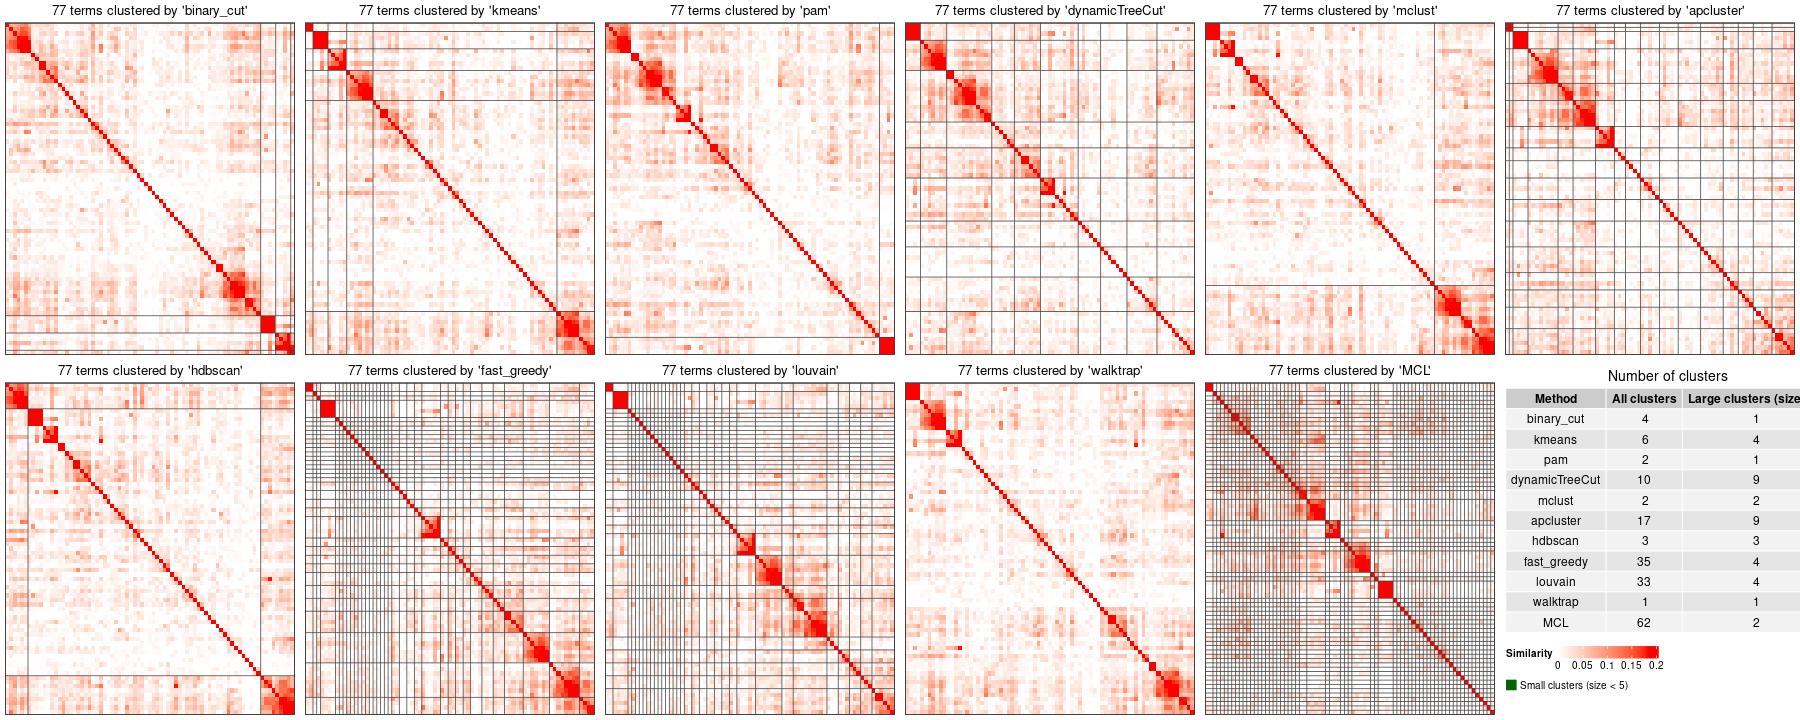 77 terms clustered by 'binary_cut'
77 terms clustered by 'kmeans'
77 terms clustered by 'pam'
77 terms clustered by 'dynamicTreeCut'
77 terms clustered by 'mclust'
77 terms clustered by 'apcluster'
77 terms clustered by 'hdbscan'
77 terms clustered by 'fast_greedy'
77 terms clustered by 'louvain'
77 terms clustered by 'walktrap'
77 terms clustered by 'MCL'
Number of clusters
Method All clusters Large clusters (size
binary_cut 4 1
kmeans 6 4
pam 2 1
dynamicTreeCut 10 9
mclust 2 2
apcluster 17 9
hdbscan 3 3
fast_greedy 35 4
louvain 33 4
walktrap 1 1
MCL 62 2
Similarity
0 0.05 0.1 0.15 0.2
Small clusters (size < 5)